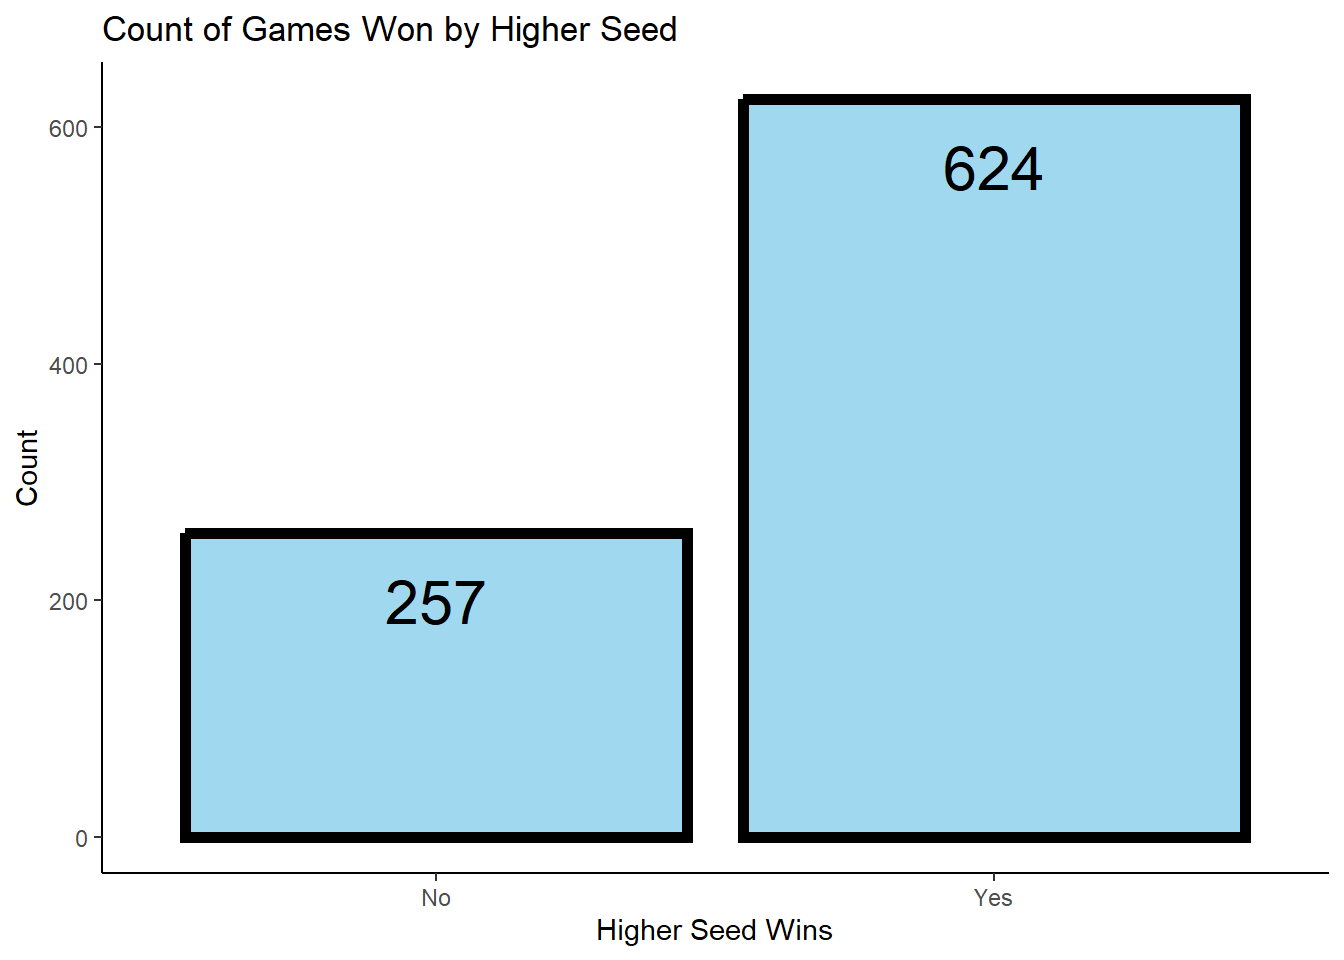 Count of Games Won by Higher Seed
600
400
200
0
Count
257
624
No
Yes
Higher Seed Wins